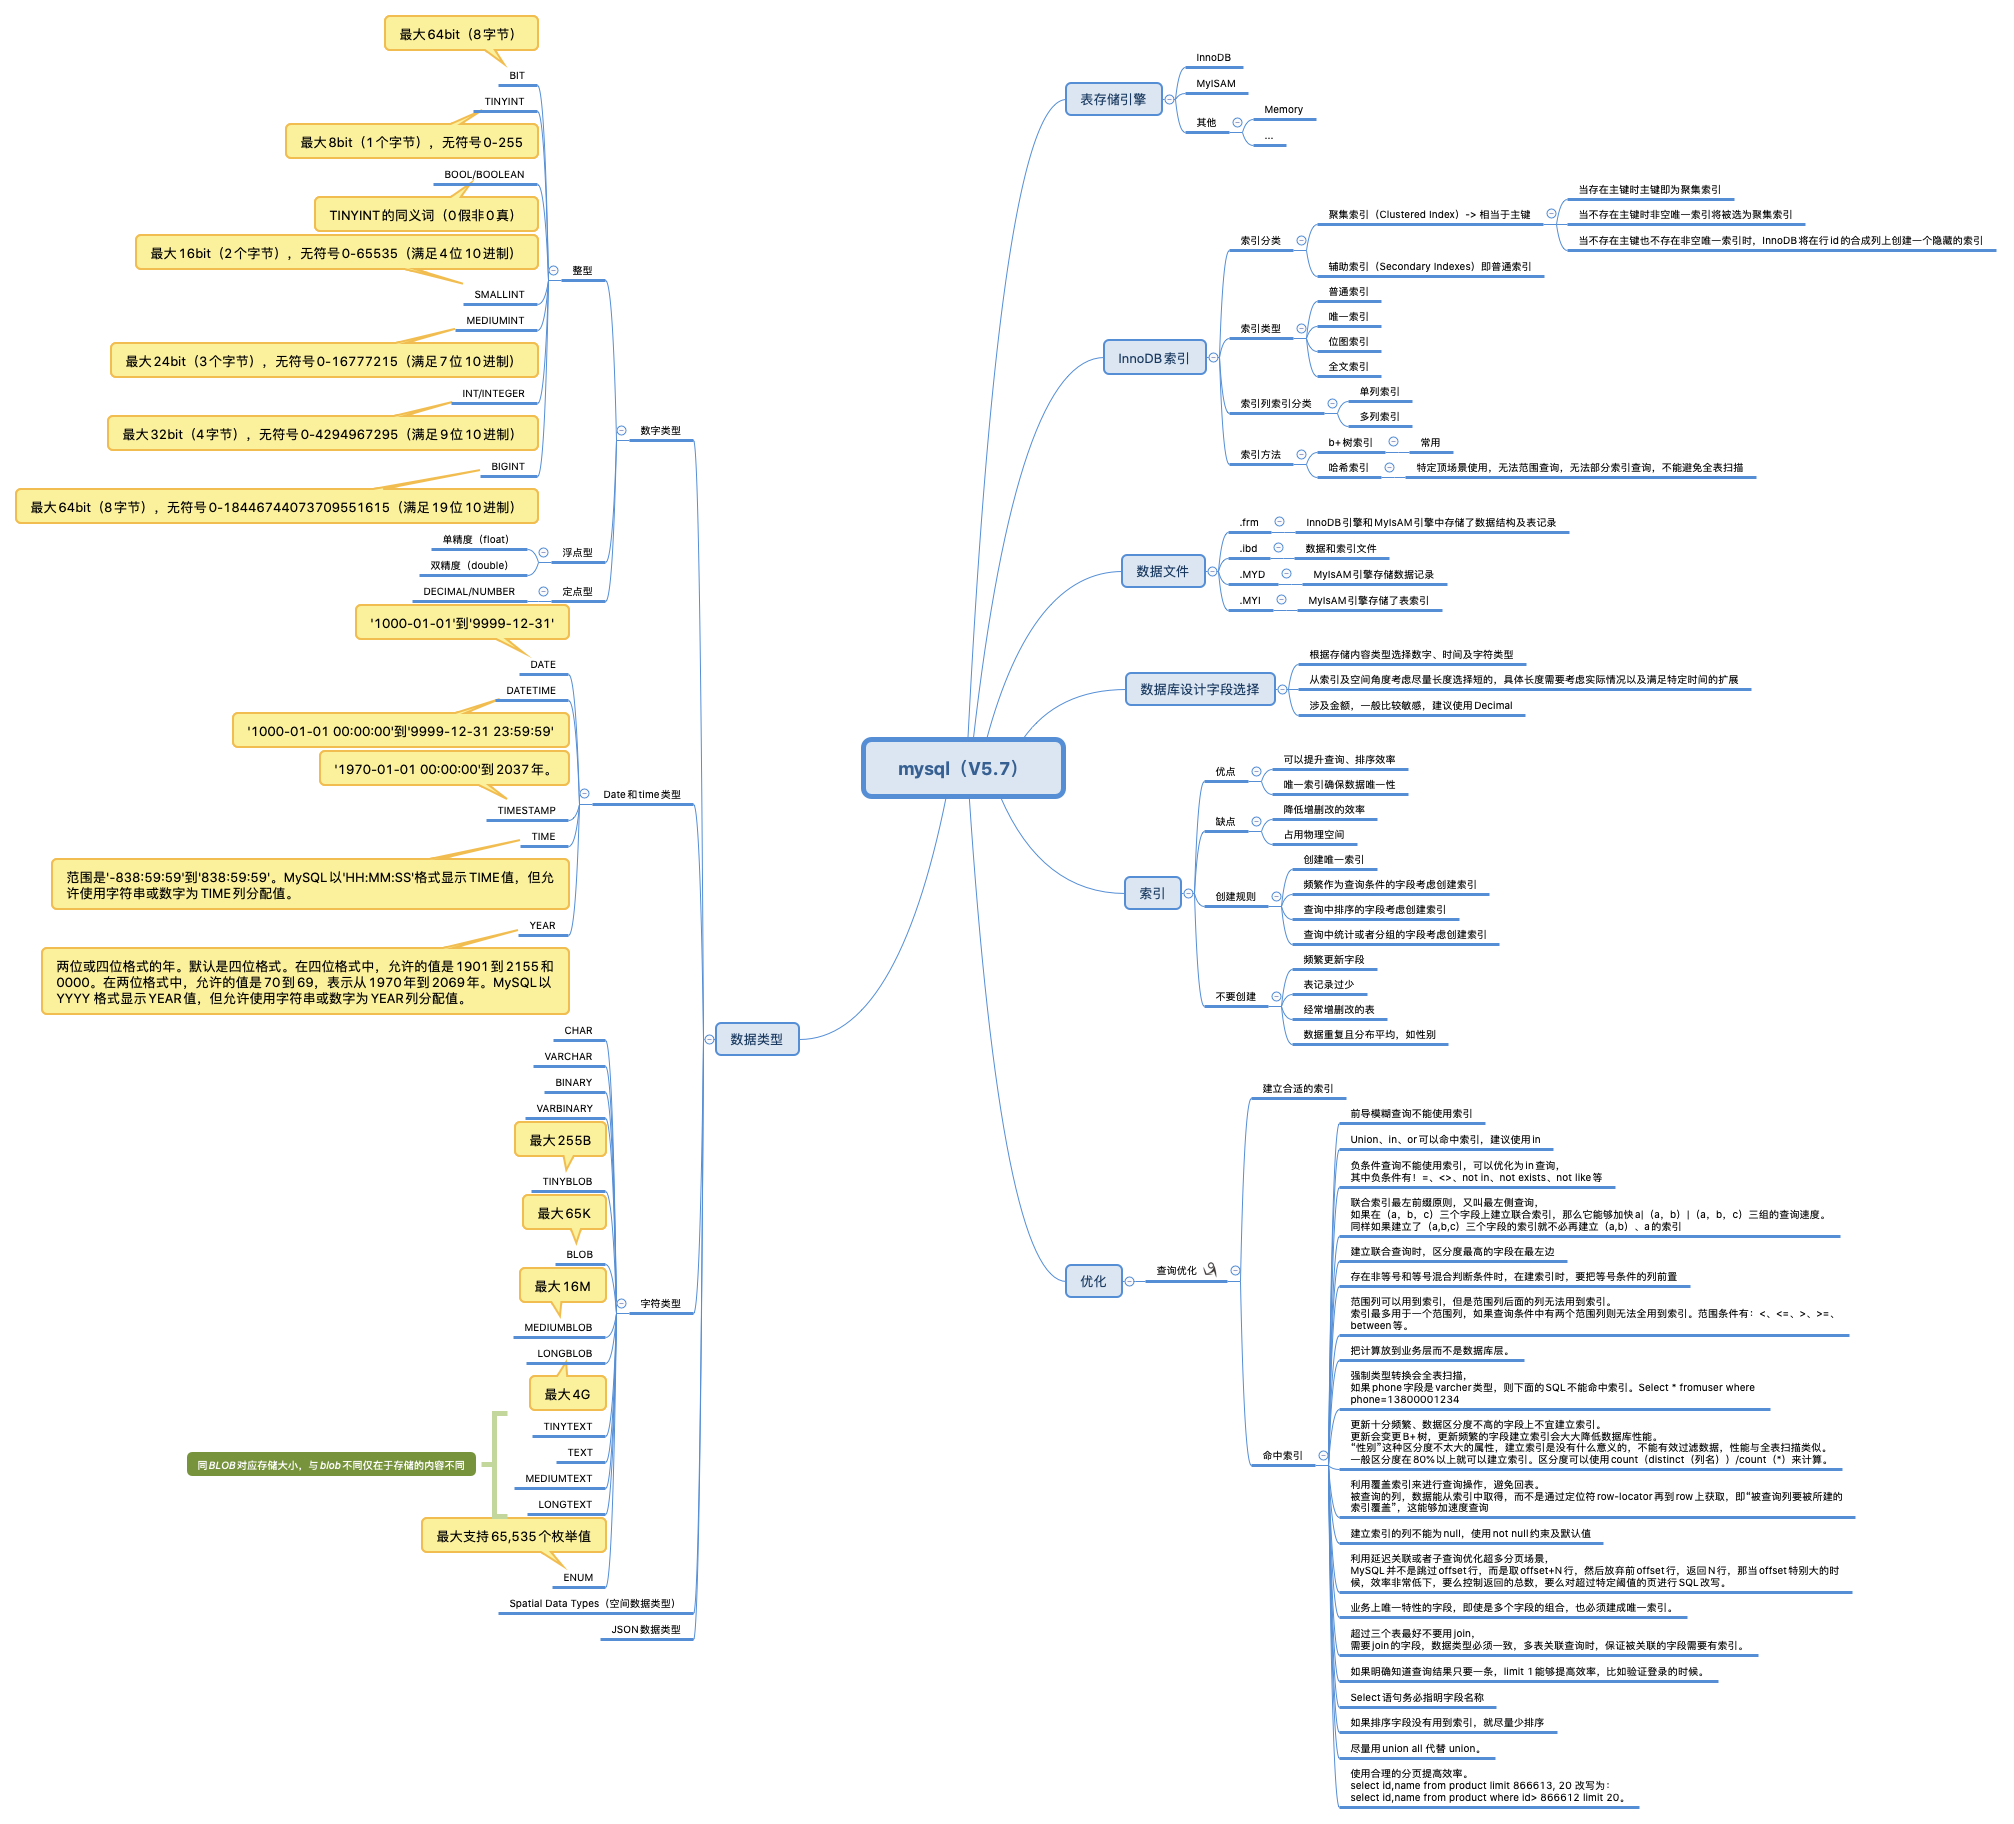 mysql（V5.7）
表存储引擎
InnoDB
MyISAM
其他
Memory
...
InnoDB索引
索引分类
聚集索引（Clustered Index）-> 相当于主键
当存在主键时主键即为聚集索引
当不存在主键时非空唯一索引将被选为聚集索引
当不存在主键也不存在非空唯一索引时，InnoDB将在行id的合成列上创建一个隐藏的索引
辅助索引（Secondary Indexes）即普通索引
索引类型
普通索引
唯一索引
位图索引
全文索引
索引列索引分类
单列索引
多列索引
索引方法
b+树索引
常用
哈希索引
特定顶场景使用，无法范围查询，无法部分索引查询，不能避免全表扫描
数据文件
.frm
InnoDB引擎和MyIsAM引擎中存储了数据结构及表记录
.ibd
数据和索引文件
.MYD
MyIsAM引擎存储数据记录
.MYI
MyIsAM引擎存储了表索引
数据库设计字段选择
根据存储内容类型选择数字、时间及字符类型
从索引及空间角度考虑尽量长度选择短的，具体长度需要考虑实际情况以及满足特定时间的扩展
涉及金额，一般比较敏感，建议使用Decimal
索引
优点
可以提升查询、排序效率
唯一索引确保数据唯一性
缺点
降低增删改的效率
占用物理空间
创建规则
创建唯一索引
频繁作为查询条件的字段考虑创建索引
查询中排序的字段考虑创建索引
查询中统计或者分组的字段考虑创建索引
不要创建
频繁更新字段
表记录过少
经常增删改的表
数据重复且分布平均，如性别
优化
查询优化
建立合适的索引
命中索引
前导模糊查询不能使用索引
Union、in、or可以命中索引，建议使用in
负条件查询不能使用索引，可以优化为in查询，
其中负条件有！=、<>、not in、not exists、not like等
联合索引最左前缀原则，又叫最左侧查询，
如果在（a，b，c）三个字段上建立联合索引，那么它能够加快a|（a，b）|（a，b，c）三组的查询速度。
同样如果建立了（a,b,c）三个字段的索引就不必再建立（a,b）、a的索引
建立联合查询时，区分度最高的字段在最左边
存在非等号和等号混合判断条件时，在建索引时，要把等号条件的列前置
范围列可以用到索引，但是范围列后面的列无法用到索引。
索引最多用于一个范围列，如果查询条件中有两个范围列则无法全用到索引。范围条件有：<、<=、>、>=、
between等。
把计算放到业务层而不是数据库层。
强制类型转换会全表扫描，
如果phone字段是varcher类型，则下面的SQL不能命中索引。Select * fromuser where
phone=13800001234
更新十分频繁、数据区分度不高的字段上不宜建立索引。
更新会变更B+树，更新频繁的字段建立索引会大大降低数据库性能。
“性别”这种区分度不太大的属性，建立索引是没有什么意义的，不能有效过滤数据，性能与全表扫描类似。
一般区分度在80%以上就可以建立索引。区分度可以使用count（distinct（列名））/count（*）来计算。
利用覆盖索引来进行查询操作，避免回表。
被查询的列，数据能从索引中取得，而不是通过定位符row-locator再到row上获取，即“被查询列要被所建的
索引覆盖”，这能够加速度查询
建立索引的列不能为null，使用not null约束及默认值
利用延迟关联或者子查询优化超多分页场景，
MySQL并不是跳过offset行，而是取offset+N行，然后放弃前offset行，返回N行，那当offset特别大的时
候，效率非常低下，要么控制返回的总数，要么对超过特定阈值的页进行SQL改写。
业务上唯一特性的字段，即使是多个字段的组合，也必须建成唯一索引。
超过三个表最好不要用join，
需要join的字段，数据类型必须一致，多表关联查询时，保证被关联的字段需要有索引。
如果明确知道查询结果只要一条，limit 1能够提高效率，比如验证登录的时候。
Select语句务必指明字段名称
如果排序字段没有用到索引，就尽量少排序
尽量用union all 代替 union。
使用合理的分页提高效率。
select id,name from product limit 866613, 20 改写为：
select id,name from product where id> 866612 limit 20。
数据类型
数字类型
整型
最大64bit（8字节）
BIT
TINYINT
最大8bit（1个字节），无符号0-255
BOOL/BOOLEAN
TINYINT的同义词（0假非0真）
最大16bit（2个字节），无符号0-65535（满足4位10进制）
SMALLINT
MEDIUMINT
最大24bit（3个字节），无符号0-16777215（满足7位10进制）
INT/INTEGER
最大32bit（4字节），无符号0-4294967295（满足9位10进制）
BIGINT
最大64bit（8字节），无符号0-18446744073709551615（满足19位10进制）
浮点型
单精度（float）
双精度（double）
定点型
DECIMAL/NUMBER
Date和time类型
'1000-01-01'到'9999-12-31'
DATE
DATETIME
'1000-01-01 00:00:00'到'9999-12-31 23:59:59'
'1970-01-01 00:00:00'到2037年。
TIMESTAMP
TIME
范围是'-838:59:59'到'838:59:59'。MySQL以'HH:MM:SS'格式显示TIME值，但允
许使用字符串或数字为TIME列分配值。
YEAR
两位或四位格式的年。默认是四位格式。在四位格式中，允许的值是1901到2155和
0000。在两位格式中，允许的值是70到69，表示从1970年到2069年。MySQL以
YYYY 格式显示YEAR值，但允许使用字符串或数字为YEAR列分配值。
字符类型
CHAR
VARCHAR
BINARY
VARBINARY
最大255B
TINYBLOB
最大65K
BLOB
最大16M
MEDIUMBLOB
LONGBLOB
最大4G
TINYTEXT
TEXT
MEDIUMTEXT
LONGTEXT
同BLOB对应存储大小，与blob不同仅在于存储的内容不同
最大支持65,535个枚举值
ENUM
Spatial Data Types（空间数据类型）
JSON数据类型